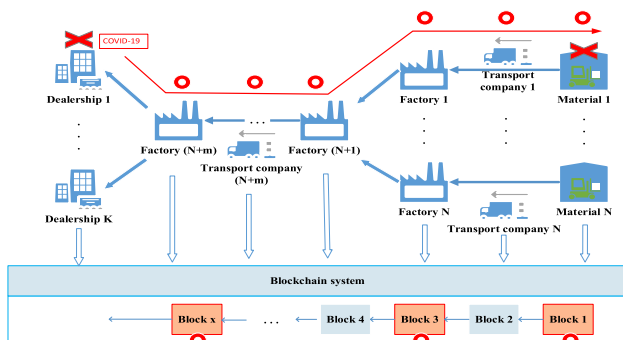 COVID-19
Dealership 1
Factory (N+m)
...
Factory (N+1)
Transport company
(N+m)
Factory 1
Transport
company 1
Material 1
Dealership K
Factory N
Transport company N
Material N
Blockchain system
Block x
...
Block 4
Block 3
Block 2
Block 1